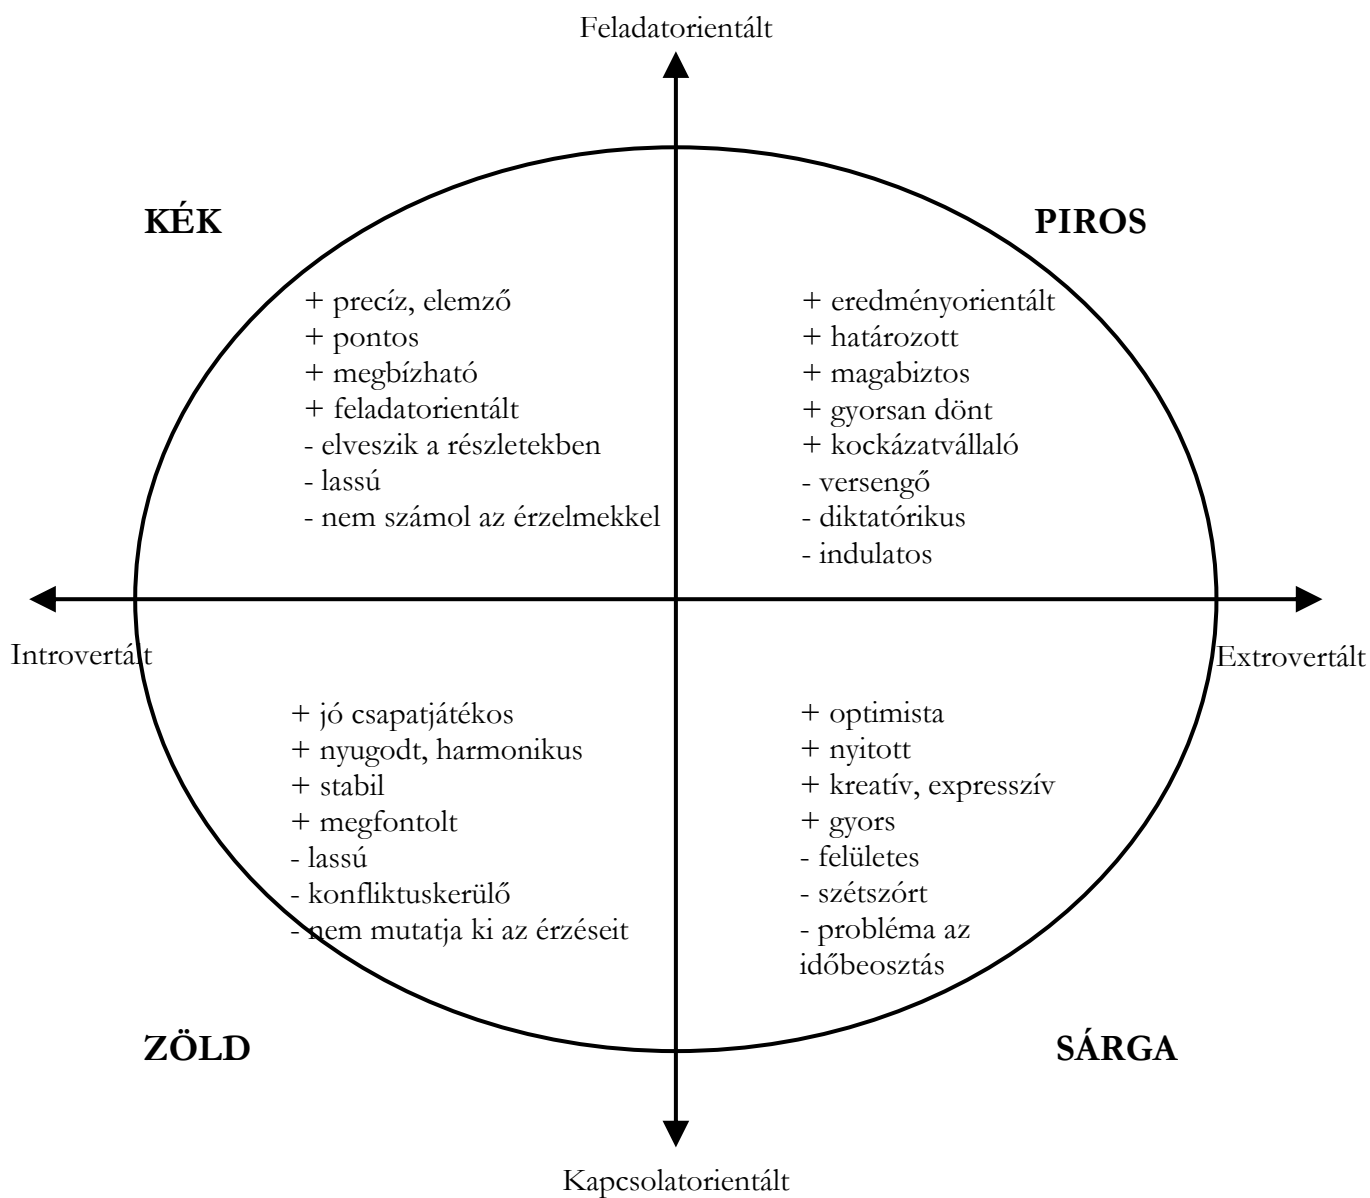 Feladatorientált
KÉK
PIROS
+ precíz, elemző
+ pontos
+ megbízható
+ feladatorientált
- elveszik a részletekben
- lassú
- nem számol az érzelmekkel
+ eredményorientált
+ határozott
+ magabiztos
+ gyorsan dönt
+ kockázatvállaló
- versengő
- diktatórikus
- indulatos
Introvertált
Extrovertált
+ jó csapatjátékos
+ nyugodt, harmonikus
+ stabil
+ megfontolt
- lassú
- konfliktuskerülő
- nem mutatja ki az érzéseit
+ optimista
+ nyitott
+ kreatív, expresszív
+ gyors
- felületes
- szétszórt
- probléma az
időbeosztás
ZÖLD
SÁRGA
Kapcsolatorientált